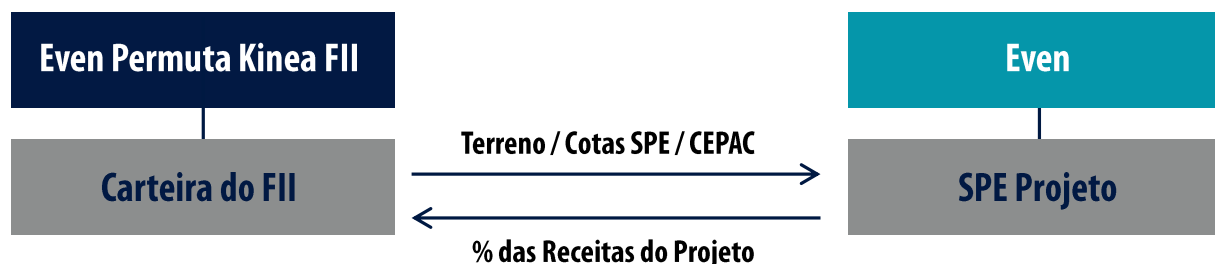 Even Permuta Kinea FII
Even
Terreno / Cotas SPE / CEPAC
Carteira do FII
SPE Projeto
% das Receitas do Projeto